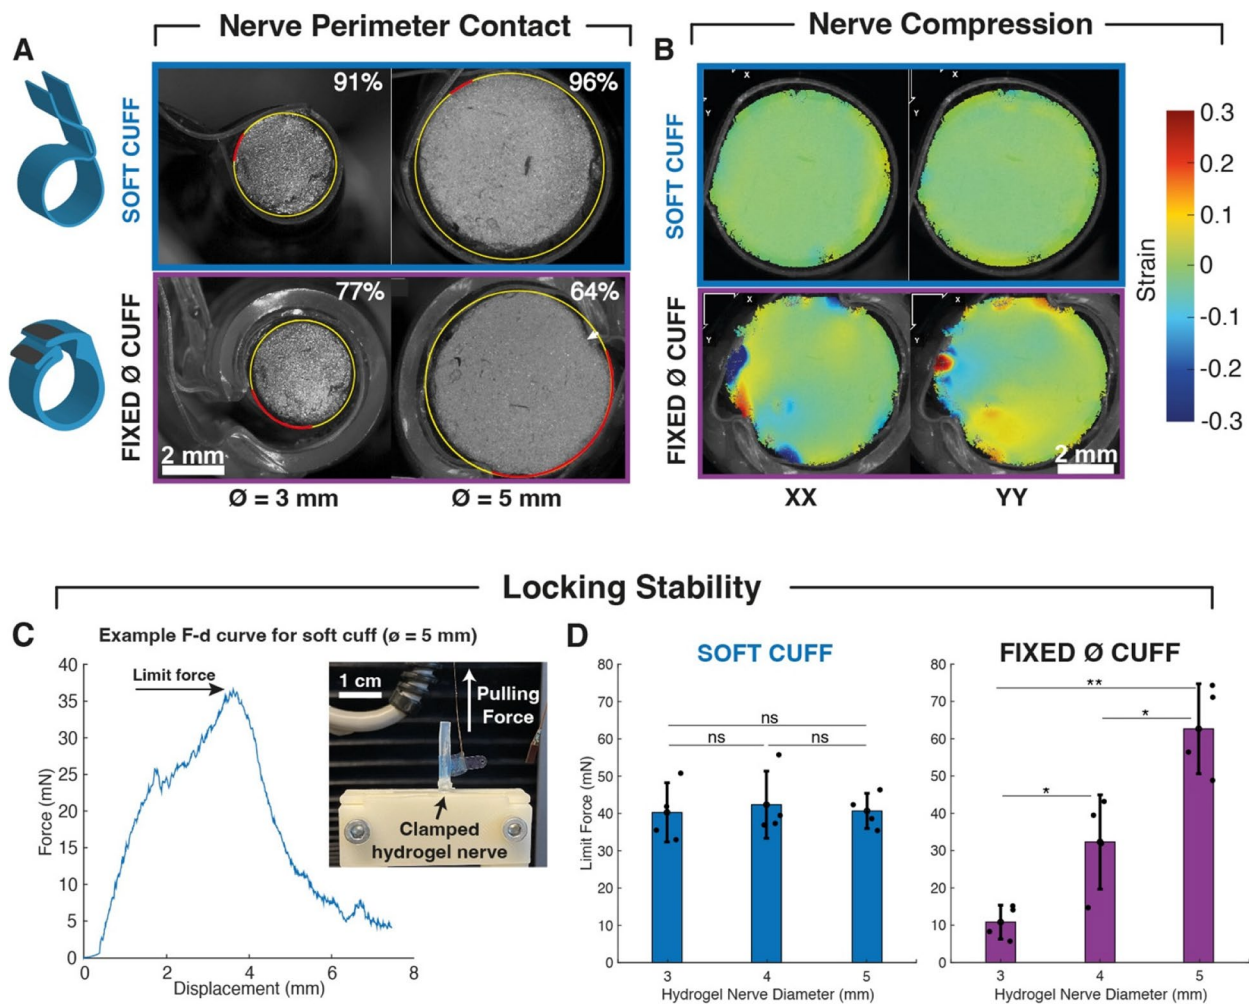 Nerve Perimeter Contact
Nerve Compression
A
SOFT CUFF
91%
96%
FIXED Ø CUFF
77%
64%
2 mm
Ø = 3 mm
Ø = 5 mm
B
SOFT CUFF
X
Y
X
Y
FIXED Ø CUFF
X
Y
X
Y
2 mm
XX
YY
0.3
0.2
0.1
0
-0.1
-0.2
-0.3
Strain
Locking Stability
C
Example F-d curve for soft cuff (ø = 5 mm)
40
35
30
25
20
15
10
5
0
Force (mN)
Limit force
0
2
4
6
8
Displacement (mm)
1 cm
Pulling
Force
Clamped
hydrogel nerve
D
SOFT CUFF
80
70
60
50
40
30
20
10
0
Limit Force (mN)
ns
ns
ns
3
4
5
Hydrogel Nerve Diameter (mm)
FIXED Ø CUFF
80
70
60
50
40
30
20
10
0
**
*
*
3
4
5
Hydrogel Nerve Diameter (mm)